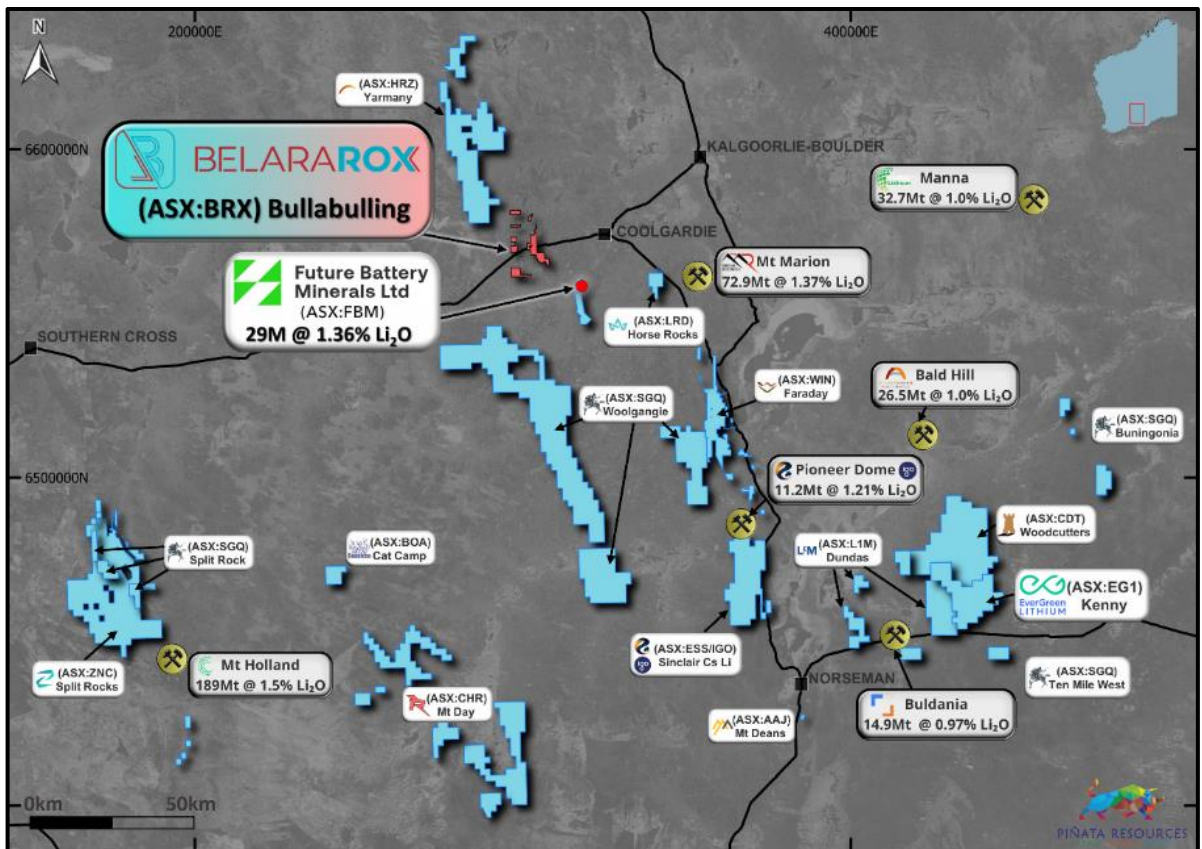 N
200000E
400000E
(ASX:HRZ)
Yarmany
6600000N
BELARAROX
(ASX:BRX) Bullabulling
KALGOORLIE-BOULDER
Manna
32.7Mt @ 1.0% Li₂O
COOLGARDIE
Future Battery
Minerals Ltd
(ASX:FBM)
29M @ 1.36% Li₂O
Mt Marion
72.9Mt @ 1.37% Li₂O
(ASX:LRD)
Horse Rocks
SOUTHERN CROSS
Bald Hill
26.5Mt @ 1.0% Li₂O
(ASX:WIN)
Faraday
(ASX:SGQ)
Woolgangie
(ASX:SGQ)
Buningonia
6500000N
Pioneer Dome
IGO
11.2Mt @ 1.21% Li₂O
(ASX:CDT)
Woodcutters
(ASX:SGQ)
Split Rock
(ASX:BOA)
Cat Camp
L1M (ASX:L1M)
Dundas
EverGreen
LITHIUM
(ASX:EG1)
Kenny
(ASX:ESS/IGO)
IGO
Sinclair Cs Li
(ASX:ZNC)
Split Rocks
Mt Holland
189Mt @ 1.5% Li₂O
(ASX:SGQ)
Ten Mile West
NORSEMAN
(ASX:CHR)
Mt Day
Buldania
14.9Mt @ 0.97% Li₂O
(ASX:AAJ)
Mt Deans
0km 50km
PIÑATA RESOURCES